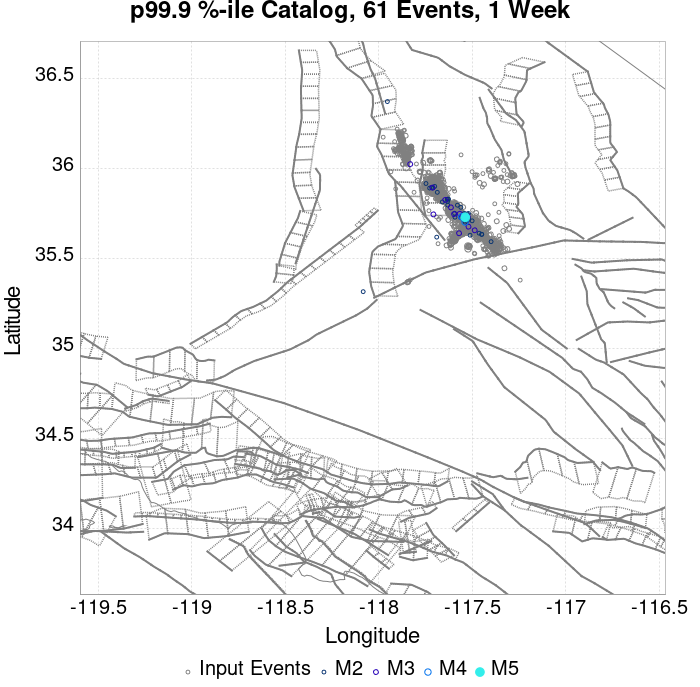 p99.9 %-ile Catalog, 61 Events, 1 Week
36.5
36
35.5
35
34.5
34
Latitude
-119.5 -119 -118.5 -118 -117.5 -117 -116.5
Longitude
Input Events M2 M3 M4 M5